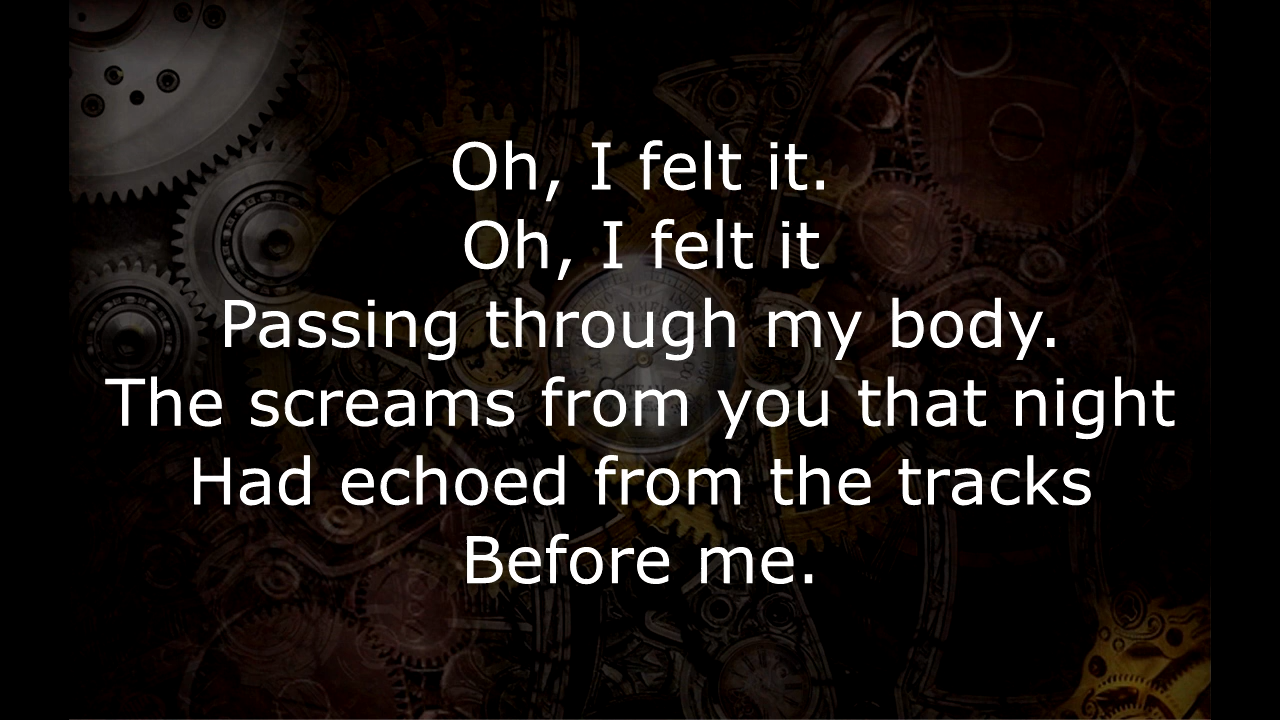 Oh, I felt it.
Oh, I felt it
Passing through my body.
The screams from you that night
Had echoed from the tracks
Before me.